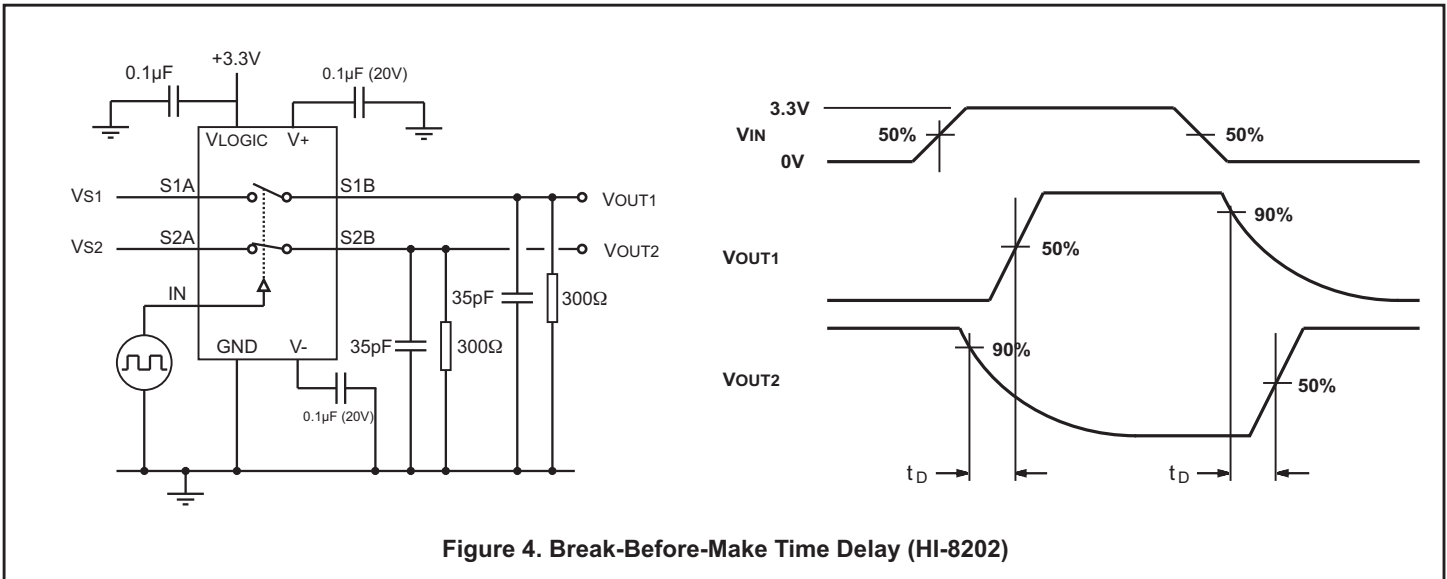 +3.3V
0.1µF
0.1µF (20V)
VLOGIC V+
VS1 S1A S1B VOUT1
VS2 S2A S2B VOUT2
IN
35pF 300Ω
GND V- 35pF 300Ω
0.1µF (20V)
3.3V
VIN 50% 50%
0V
90%
VOUT1 50%
90%
VOUT2 50%
tD tD
Figure 4. Break-Before-Make Time Delay (HI-8202)